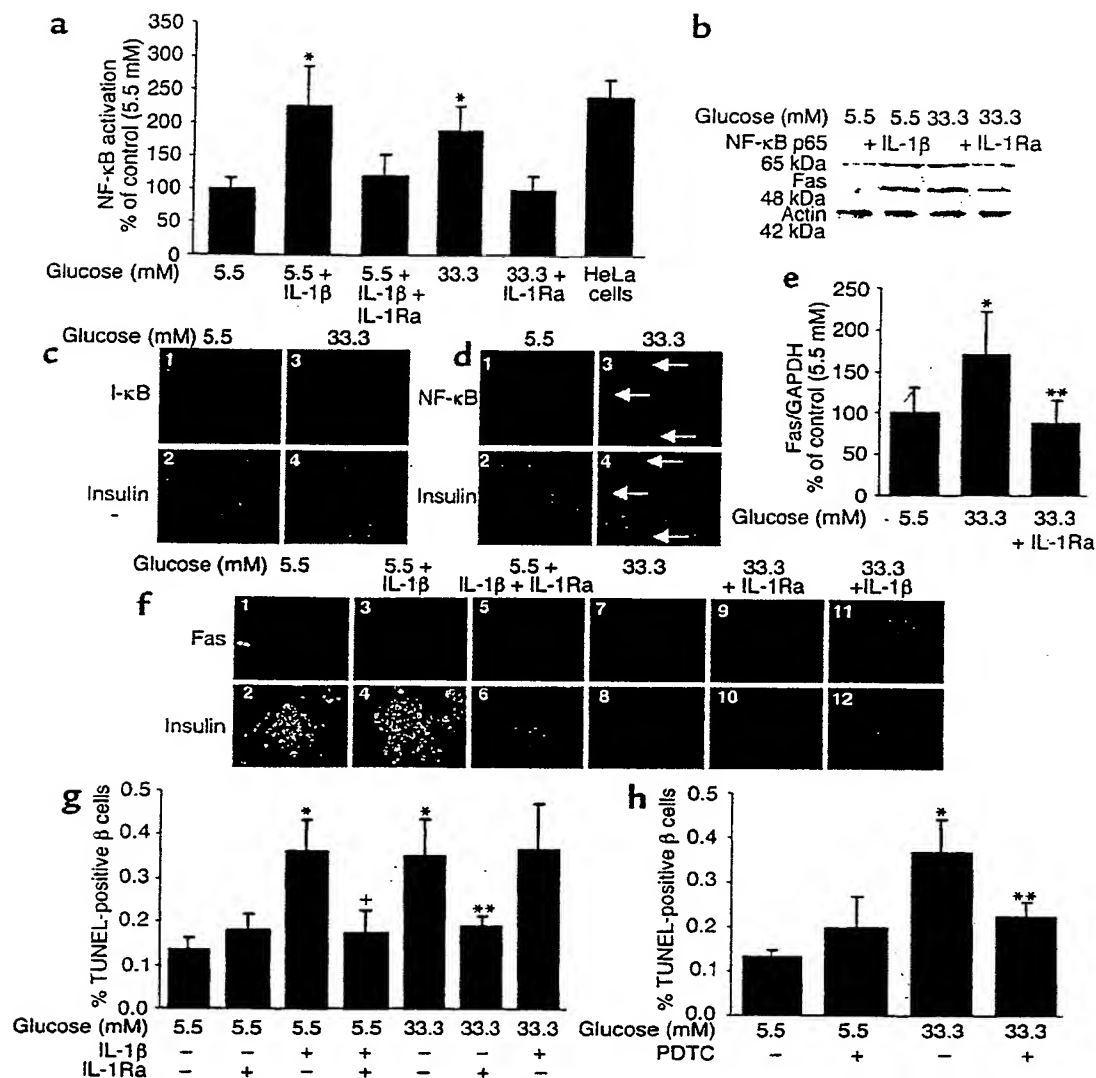 a
NF-κB activation
% of control (5.5 mM)
350
300
250
200
150
100
50
0
*
*
Glucose (mM) 5.5 5.5 + IL-1β 5.5 + IL-1β + IL-1Ra 33.3 33.3 + IL-1Ra HeLa cells
b
Glucose (mM) 5.5 5.5 33.3 33.3
NF-κB p65 + IL-1β + IL-1Ra
65 kDa
Fas
48 kDa
Actin
42 kDa
c
Glucose (mM) 5.5 33.3
I-κB
1 3
Insulin
2 4
d
5.5 33.3
NF-κB
1 3
Insulin
2 4
e
Fas/GAPDH
% of control (5.5 mM)
250
200
150
100
50
0
*
**
Glucose (mM) 5.5 33.3 33.3 + IL-1Ra
f
Glucose (mM) 5.5 5.5 + IL-1β 5.5 + IL-1β + IL-1Ra 33.3 33.3 + IL-1Ra 33.3 +IL-1β
Fas
1 3 5 7 9 11
Insulin
2 4 6 8 10 12
g
% TUNEL-positive β cells
0.5
0.4
0.3
0.2
0.1
0.0
* + * **
Glucose (mM) 5.5 5.5 5.5 5.5 33.3 33.3 33.3
IL-1β – – + + – – +
IL-1Ra – + – + – + –
h
% TUNEL-positive β cells
0.5
0.4
0.3
0.2
0.1
0.0
* **
Glucose (mM) 5.5 5.5 33.3 33.3
PDTC – + – +